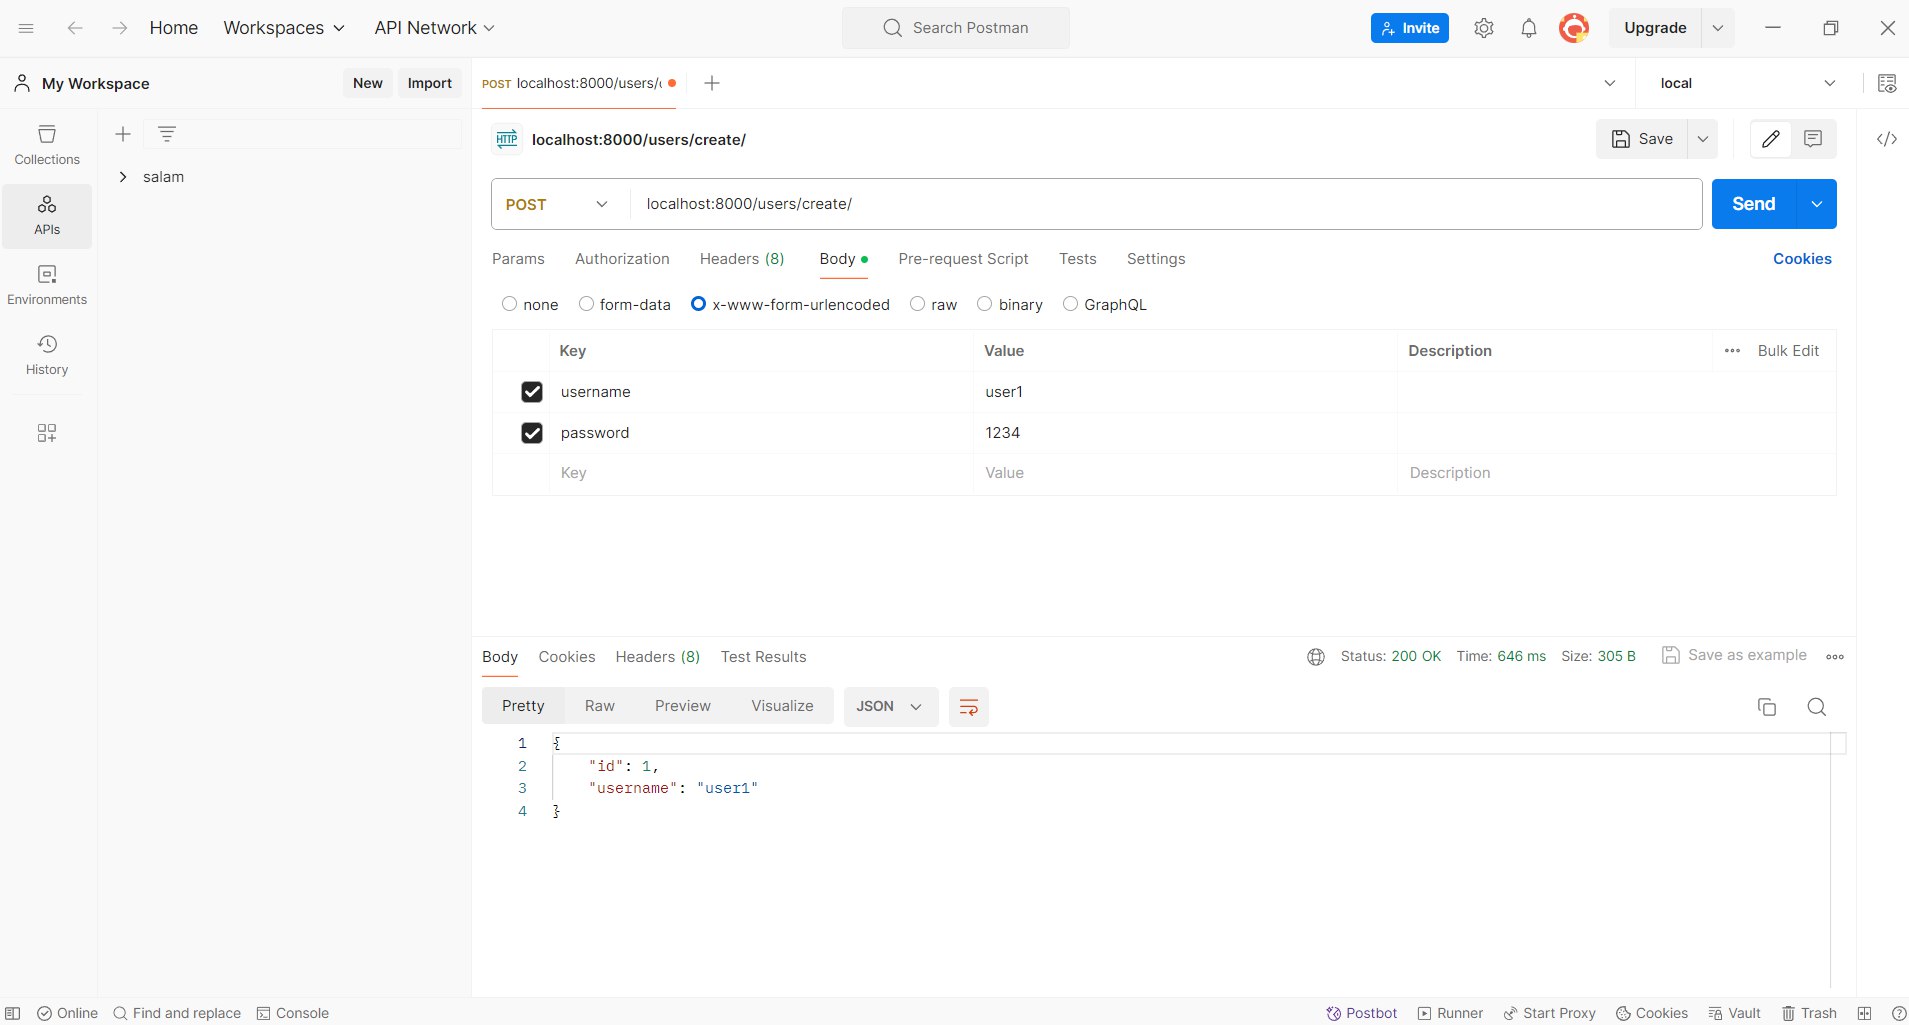 Home Workspaces API Network Search Postman Invite Upgrade
My Workspace New Import POST localhost:8000/users/ local
HTTP localhost:8000/users/create/ Save
Collections
salam
APIs
Environments
History
POST localhost:8000/users/create/ Send
Params Authorization Headers (8) Body Pre-request Script Tests Settings Cookies
none form-data x-www-form-urlencoded raw binary GraphQL
Key Value Description Bulk Edit
username user1
password 1234
Key Value Description
Body Cookies Headers (8) Test Results Status: 200 OK Time: 646 ms Size: 305 B Save as example
Pretty Raw Preview Visualize JSON
1 {
2 "id": 1,
3 "username": "user1"
4 }
Online Find and replace Console Postbot Runner Start Proxy Cookies Vault Trash